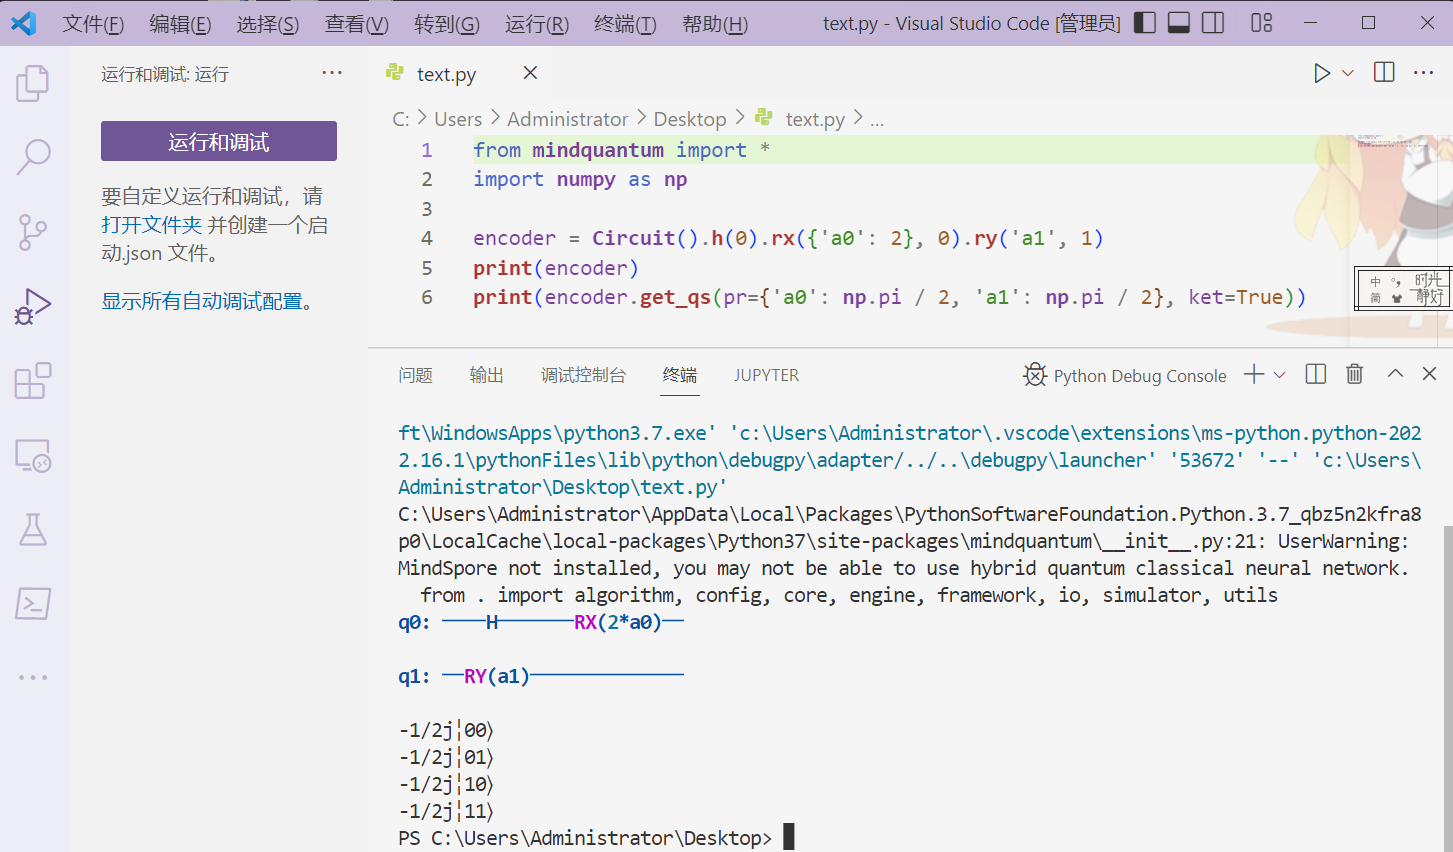 文件(F) 编辑(E) 选择(S) 查看(V) 转到(G) 运行(R) 终端(T) 帮助(H) text.py - Visual Studio Code [管理员]
运行和调试: 运行 ···
运行和调试
要自定义运行和调试，请
打开文件夹 并创建一个启
动.json 文件。
显示所有自动调试配置。
text.py
C: > Users > Administrator > Desktop > text.py > ...
1 from mindquantum import *
2 import numpy as np
3
4 encoder = Circuit().h(0).rx({'a0': 2}, 0).ry('a1', 1)
5 print(encoder)
6 print(encoder.get_qs(pr={'a0': np.pi / 2, 'a1': np.pi / 2}, ket=True))
中 °, 时光
简 静好
问题 输出 调试控制台 终端 JUPYTER Python Debug Console
ft\WindowsApps\python3.7.exe' 'c:\Users\Administrator\.vscode\extensions\ms-python.python-202
2.16.1\pythonFiles\lib\python\debugpy\adapter/../..\debugpy\launcher' '53672' '--' 'c:\Users\
Administrator\Desktop\text.py'
C:\Users\Administrator\AppData\Local\Packages\PythonSoftwareFoundation.Python.3.7_qbz5n2kfra8
p0\LocalCache\local-packages\Python37\site-packages\mindquantum\__init__.py:21: UserWarning:
MindSpore not installed, you may not be able to use hybrid quantum classical neural network.
from . import algorithm, config, core, engine, framework, io, simulator, utils
q0: ────H───────RX(2*a0)──
q1: ──RY(a1)──────────────
-1/2j¦00⟩
-1/2j¦01⟩
-1/2j¦10⟩
-1/2j¦11⟩
PS C:\Users\Administrator\Desktop>